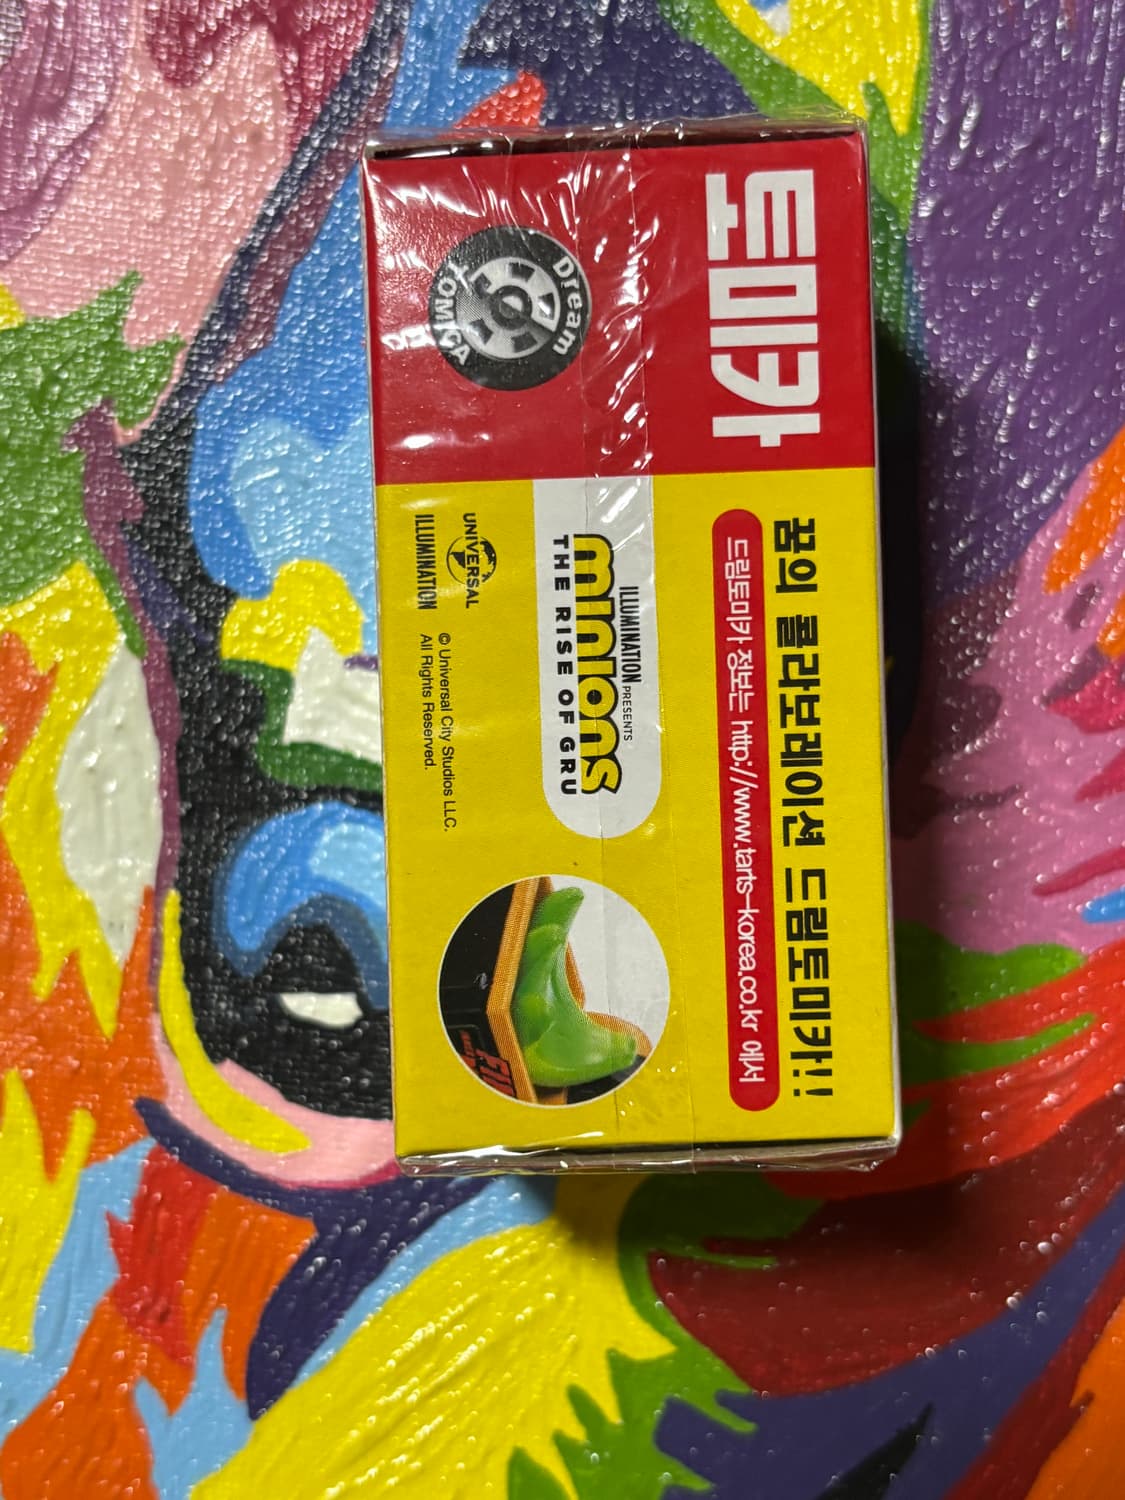 토미카
Dream
TOMICA
꿈의 콜라보레이션 드림토미카!!
드림토미카 정보는 http://www.tarts-korea.co.kr 에서
ILLUMINATION PRESENTS
minions
THE RISE OF GRU
UNIVERSAL
ILLUMINATION
© Universal City Studios LLC.
All Rights Reserved.